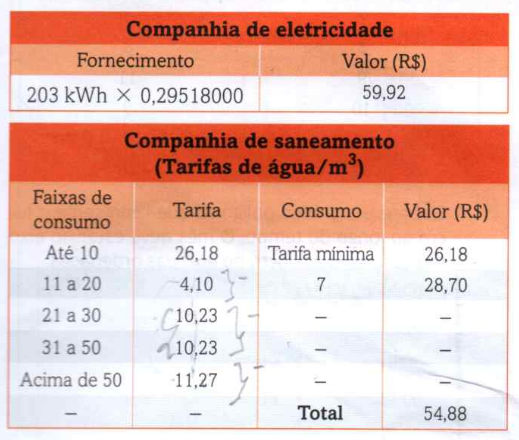 Companhia de eletricidade
Fornecimento Valor (R$)
203 kWh × 0,29518000 59,92
Companhia de saneamento
(Tarifas de água/m³)
Faixas de consumo Tarifa Consumo Valor (R$)
Até 10 26,18 Tarifa mínima 26,18
11 a 20 4,10 7 28,70
21 a 30 10,23 – –
31 a 50 10,23 – –
Acima de 50 11,27 – –
– – Total 54,88